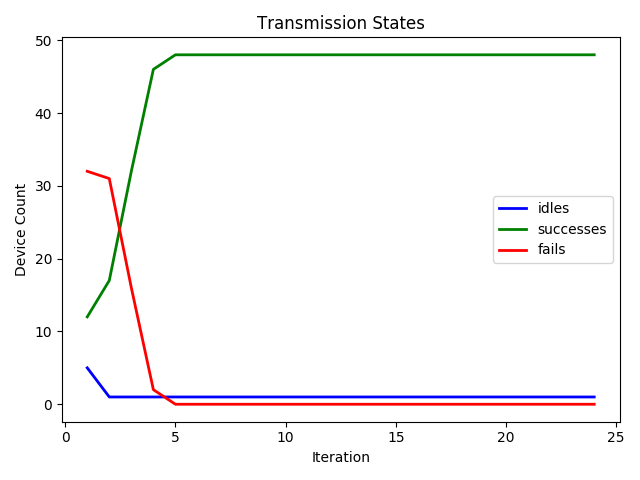 Transmission States
50
40
30
20
10
0
Device Count
idles
successes
fails
0 5 10 15 20 25
Iteration